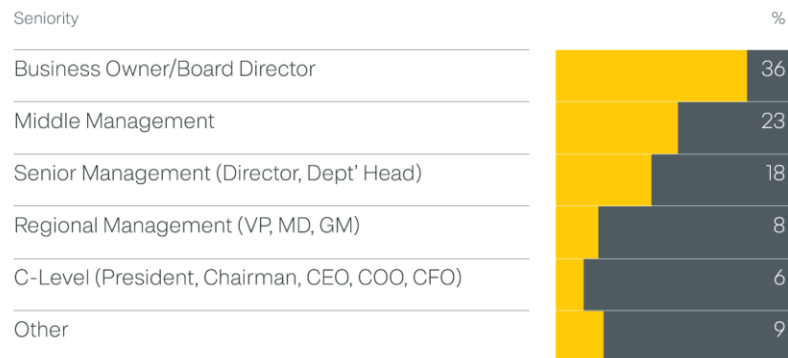 Seniority %
Business Owner/Board Director 36
Middle Management 23
Senior Management (Director, Dept’ Head) 18
Regional Management (VP, MD, GM) 8
C-Level (President, Chairman, CEO, COO, CFO) 6
Other 9